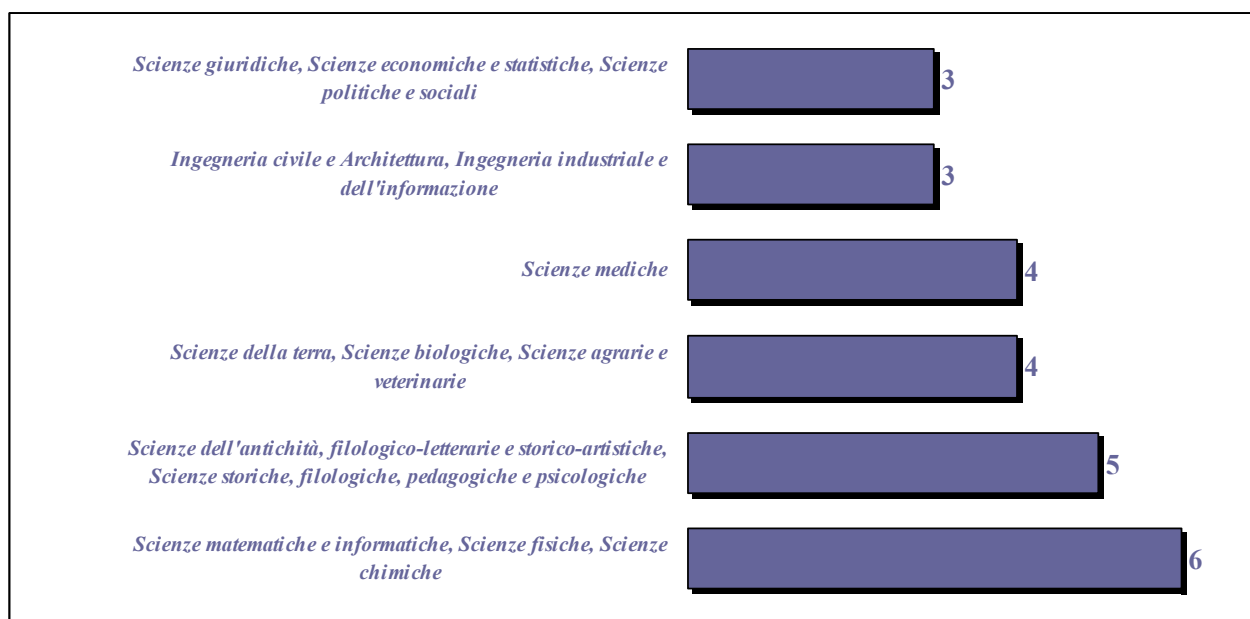 Scienze giuridiche, Scienze economiche e statistiche, Scienze
politiche e sociali
3
Ingegneria civile e Architettura, Ingegneria industriale e
dell'informazione
3
Scienze mediche
4
Scienze della terra, Scienze biologiche, Scienze agrarie e
veterinarie
4
Scienze dell'antichità, filologico-letterarie e storico-artistiche,
Scienze storiche, filologiche, pedagogiche e psicologiche
5
Scienze matematiche e informatiche, Scienze fisiche, Scienze
chimiche
6